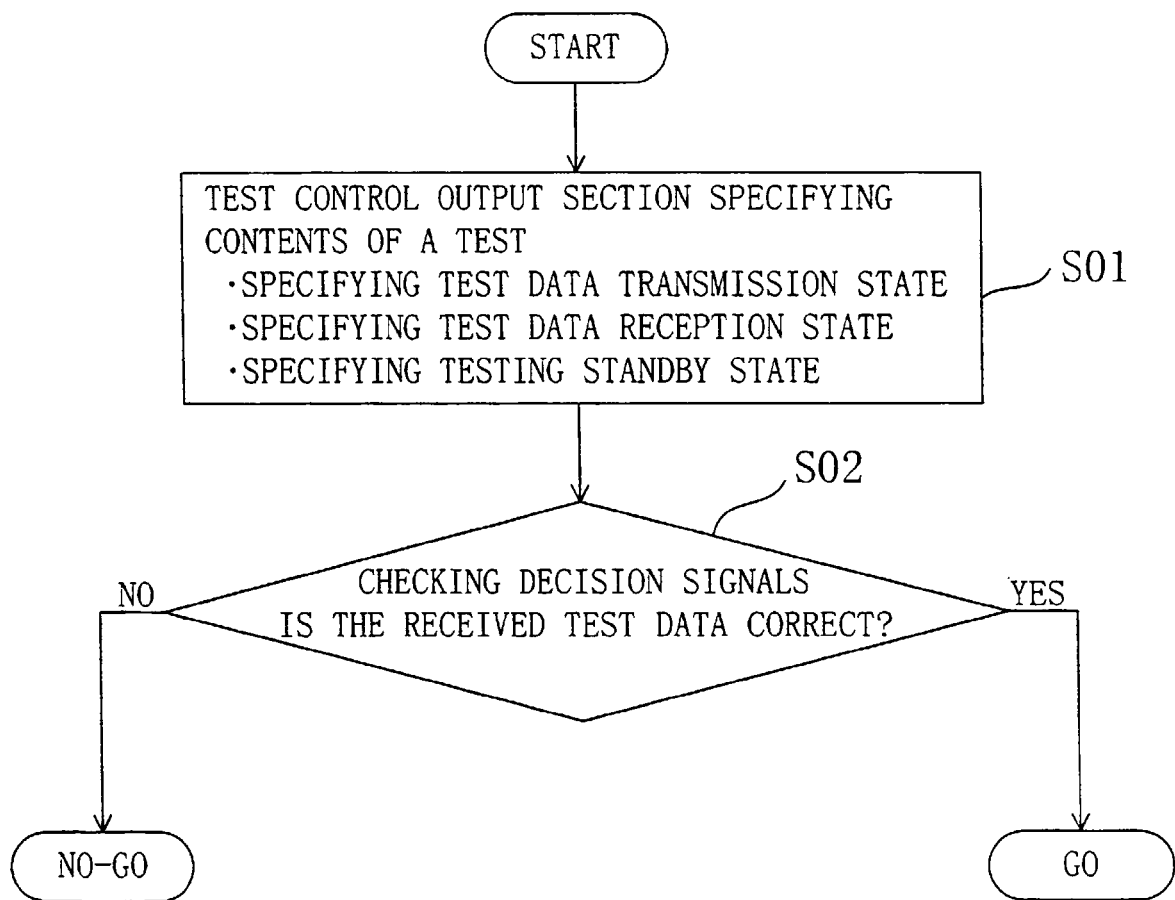 START
TEST CONTROL OUTPUT SECTION SPECIFYING
CONTENTS OF A TEST
·SPECIFYING TEST DATA TRANSMISSION STATE
·SPECIFYING TEST DATA RECEPTION STATE
·SPECIFYING TESTING STANDBY STATE
S01
S02
CHECKING DECISION SIGNALS
IS THE RECEIVED TEST DATA CORRECT?
NO
YES
NO-GO
GO